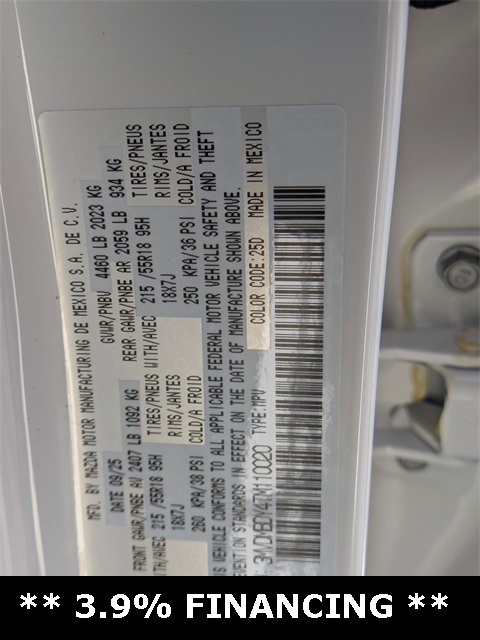 MFD. BY MAZDA MOTOR MANUFACTURING DE MEXICO S.A. DE C.V.
DATE 09/25 GVWR/PNBV 4460 LB 2023 KG
FRONT GAWR/PNBE AV 2407 LB 1092 KG REAR GAWR/PNBE AR 2059 LB 934 KG
WITH/AVEC 215 /55R18 95H TIRES/PNEUS WITH/AVEC 215 /55R18 95H TIRES/PNEUS
18X7J RIMS/JANTES 18X7J RIMS/JANTES
260 KPA/38 PSI COLD/A FROID 250 KPA/36 PSI COLD/A FROID
VEHICLE CONFORMS TO ALL APPLICABLE FEDERAL MOTOR VEHICLE SAFETY AND THEFT
STANDARDS IN EFFECT ON THE DATE OF MANUFACTURE SHOWN ABOVE.
TYPE:MPV COLOR CODE:25D MADE IN MEXICO
** 3.9% FINANCING **